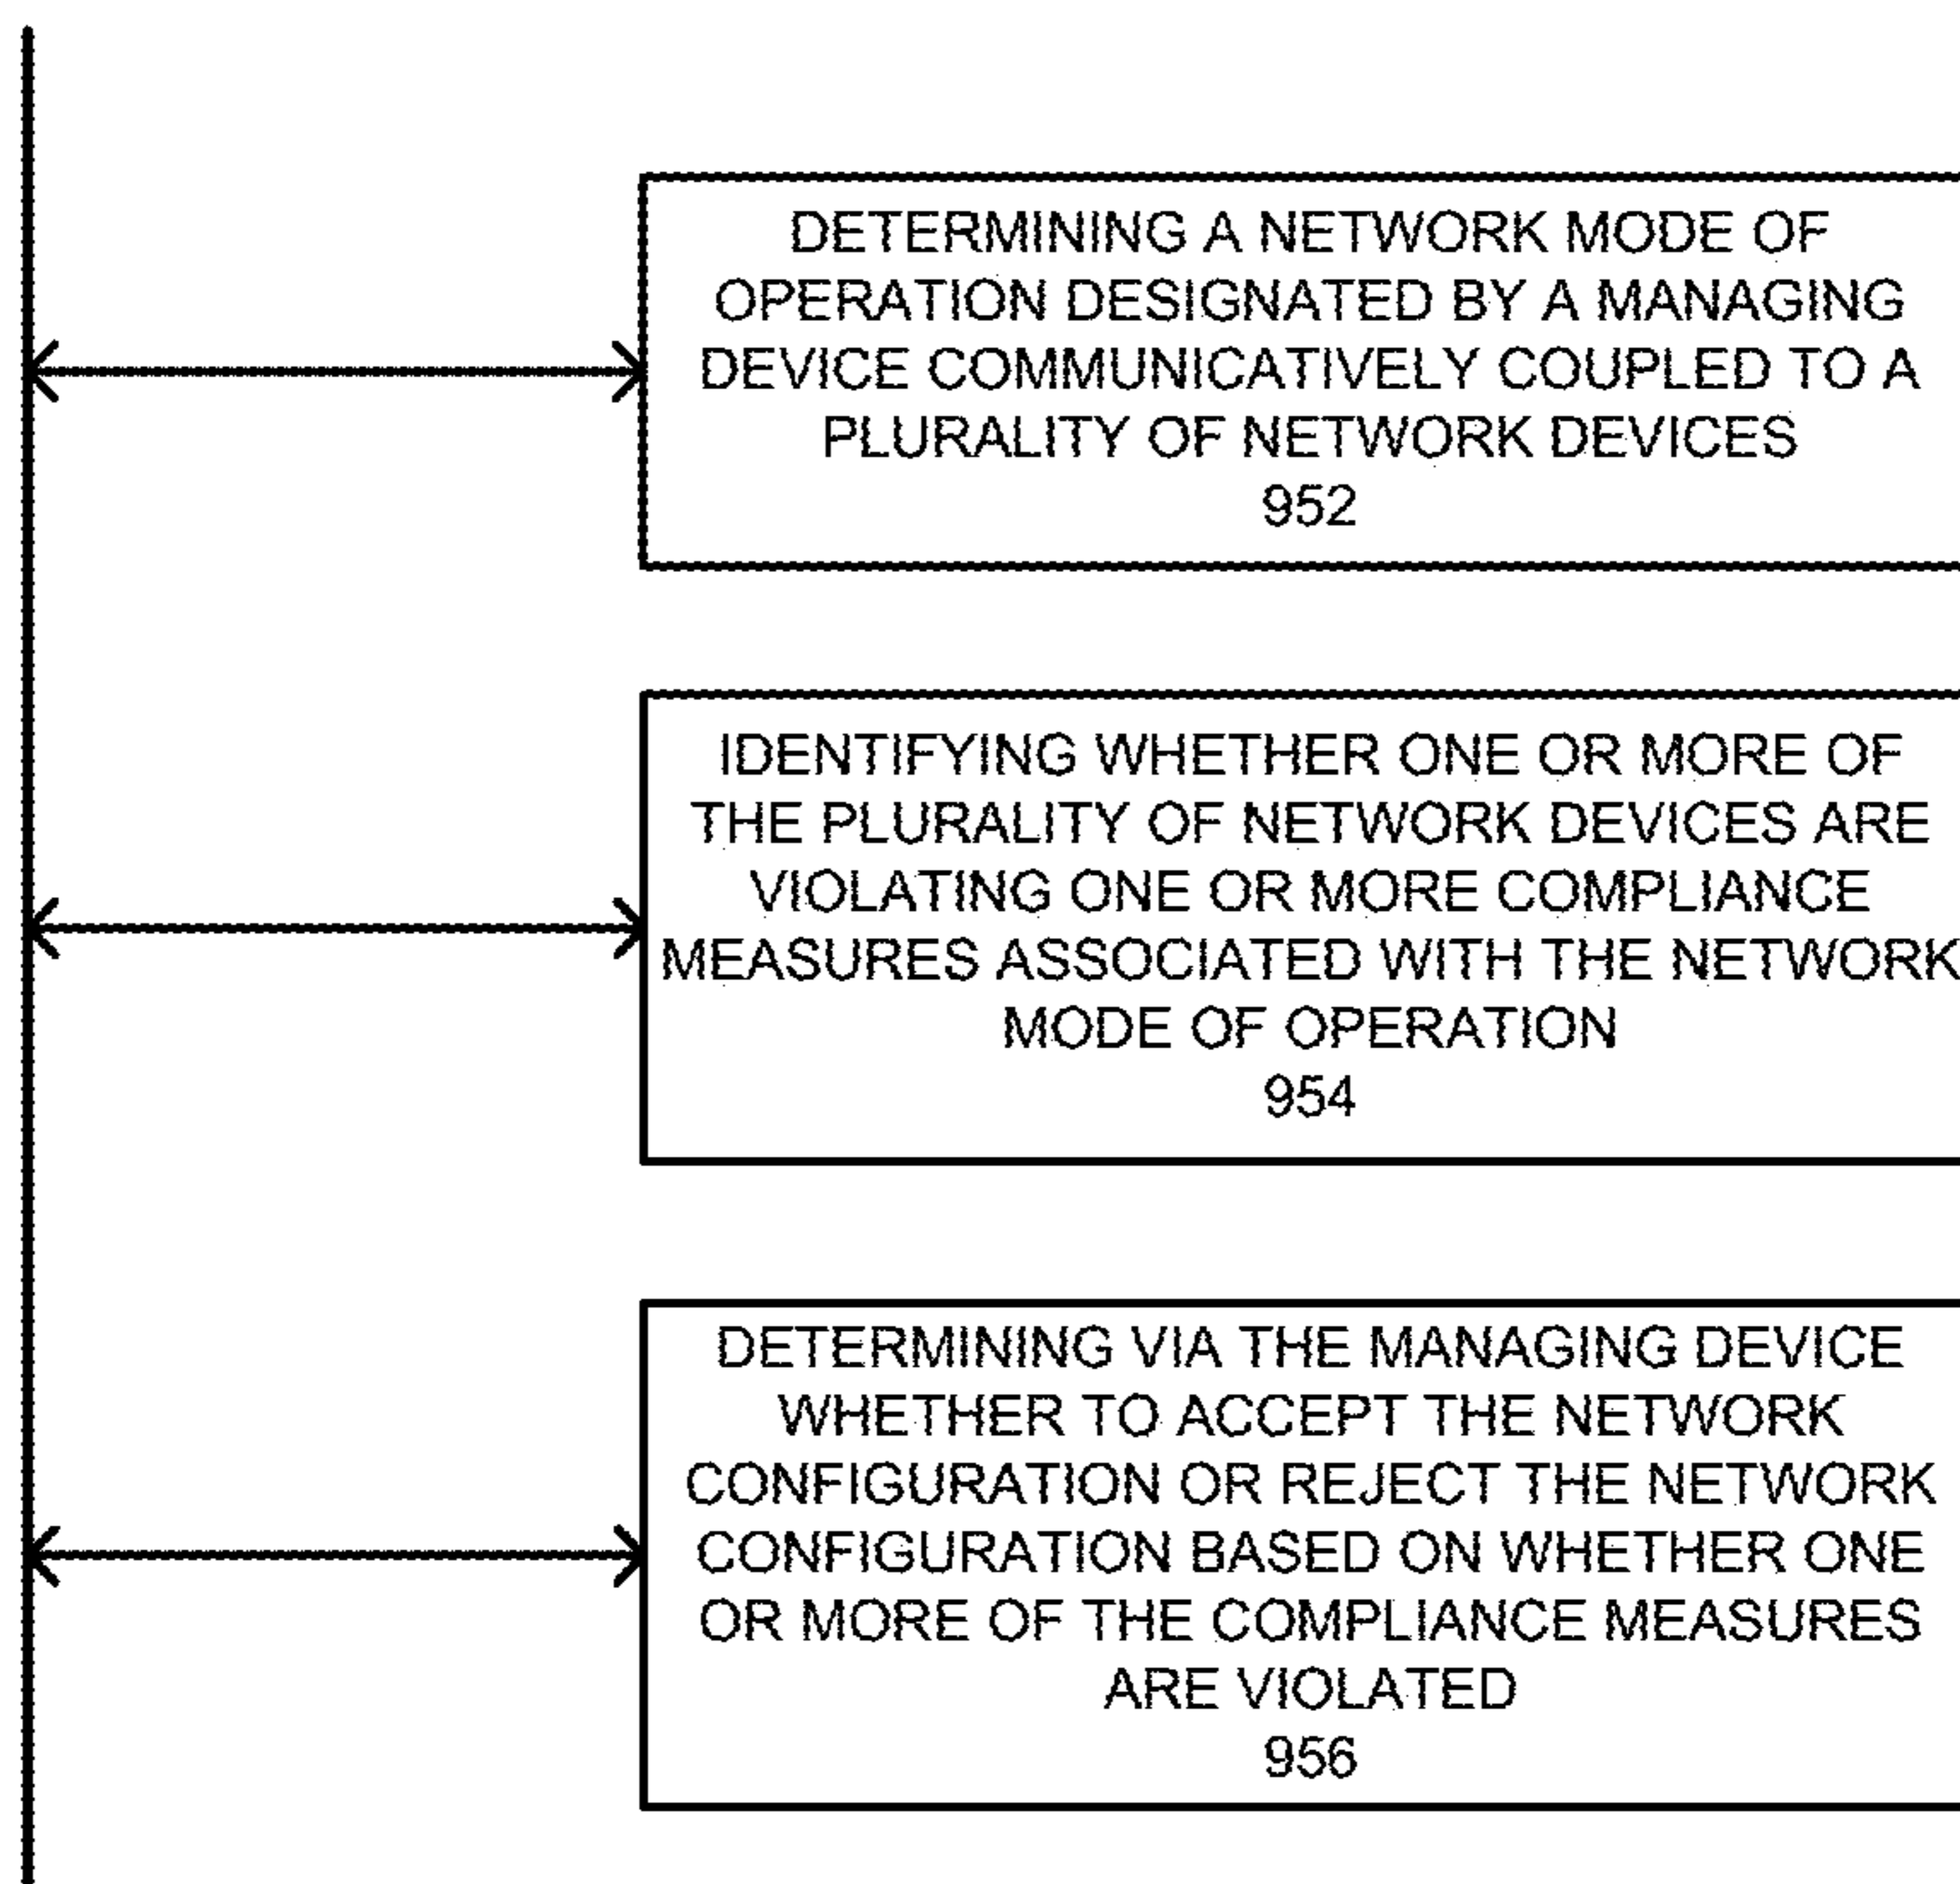 DETERMINING A NETWORK MODE OF
OPERATION DESIGNATED BY A MANAGING
DEVICE COMMUNICATIVELY COUPLED TO A
PLURALITY OF NETWORK DEVICES
952
IDENTIFYING WHETHER ONE OR MORE OF
THE PLURALITY OF NETWORK DEVICES ARE
VIOLATING ONE OR MORE COMPLIANCE
MEASURES ASSOCIATED WITH THE NETWORK
MODE OF OPERATION
954
DETERMINING VIA THE MANAGING DEVICE
WHETHER TO ACCEPT THE NETWORK
CONFIGURATION OR REJECT THE NETWORK
CONFIGURATION BASED ON WHETHER ONE
OR MORE OF THE COMPLIANCE MEASURES
ARE VIOLATED
956